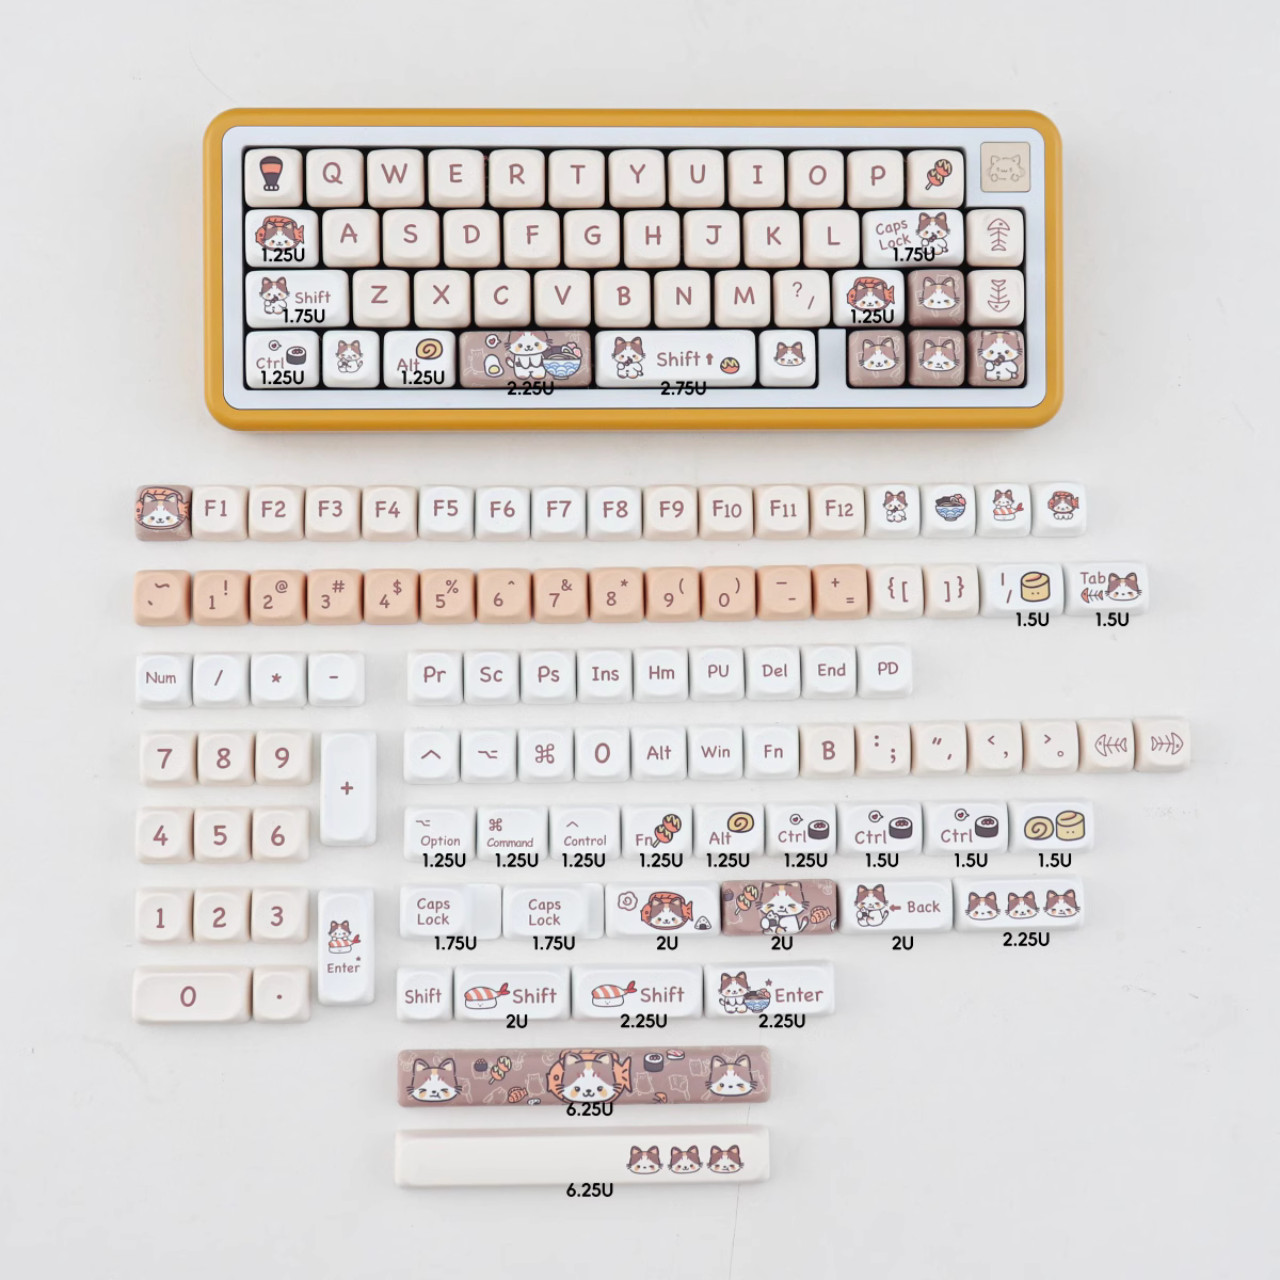 Q W E R T Y U I O P
A S D F G H J K L Caps Lock
1.25U 1.75U
Shift Z X C V B N M ? /
1.75U 1.25U
Ctrl Alt Shift ↑
1.25U 1.25U 2.25U 2.75U
F1 F2 F3 F4 F5 F6 F7 F8 F9 F10 F11 F12
~ ` 1 ! 2 @ 3 # 4 $ 5 % 6 ^ 7 & 8 * 9 ( 0 ) _ - + = { [ ] } | / Tab
1.5U 1.5U
Num / * - Pr Sc Ps Ins Hm PU Del End PD
7 8 9 + ^ ⌥ ⌘ O Alt Win Fn B : ; " , < , > 。
4 5 6 ⌥ Option ⌘ Command ^ Control Fn Alt Ctrl Ctrl Ctrl
1.25U 1.25U 1.25U 1.25U 1.25U 1.25U 1.5U 1.5U 1.5U
1 2 3 Enter Caps Lock Caps Lock ← Back
1.75U 1.75U 2U 2U 2U 2.25U
0 . Shift Shift Shift Enter
2U 2.25U 2.25U
6.25U
6.25U